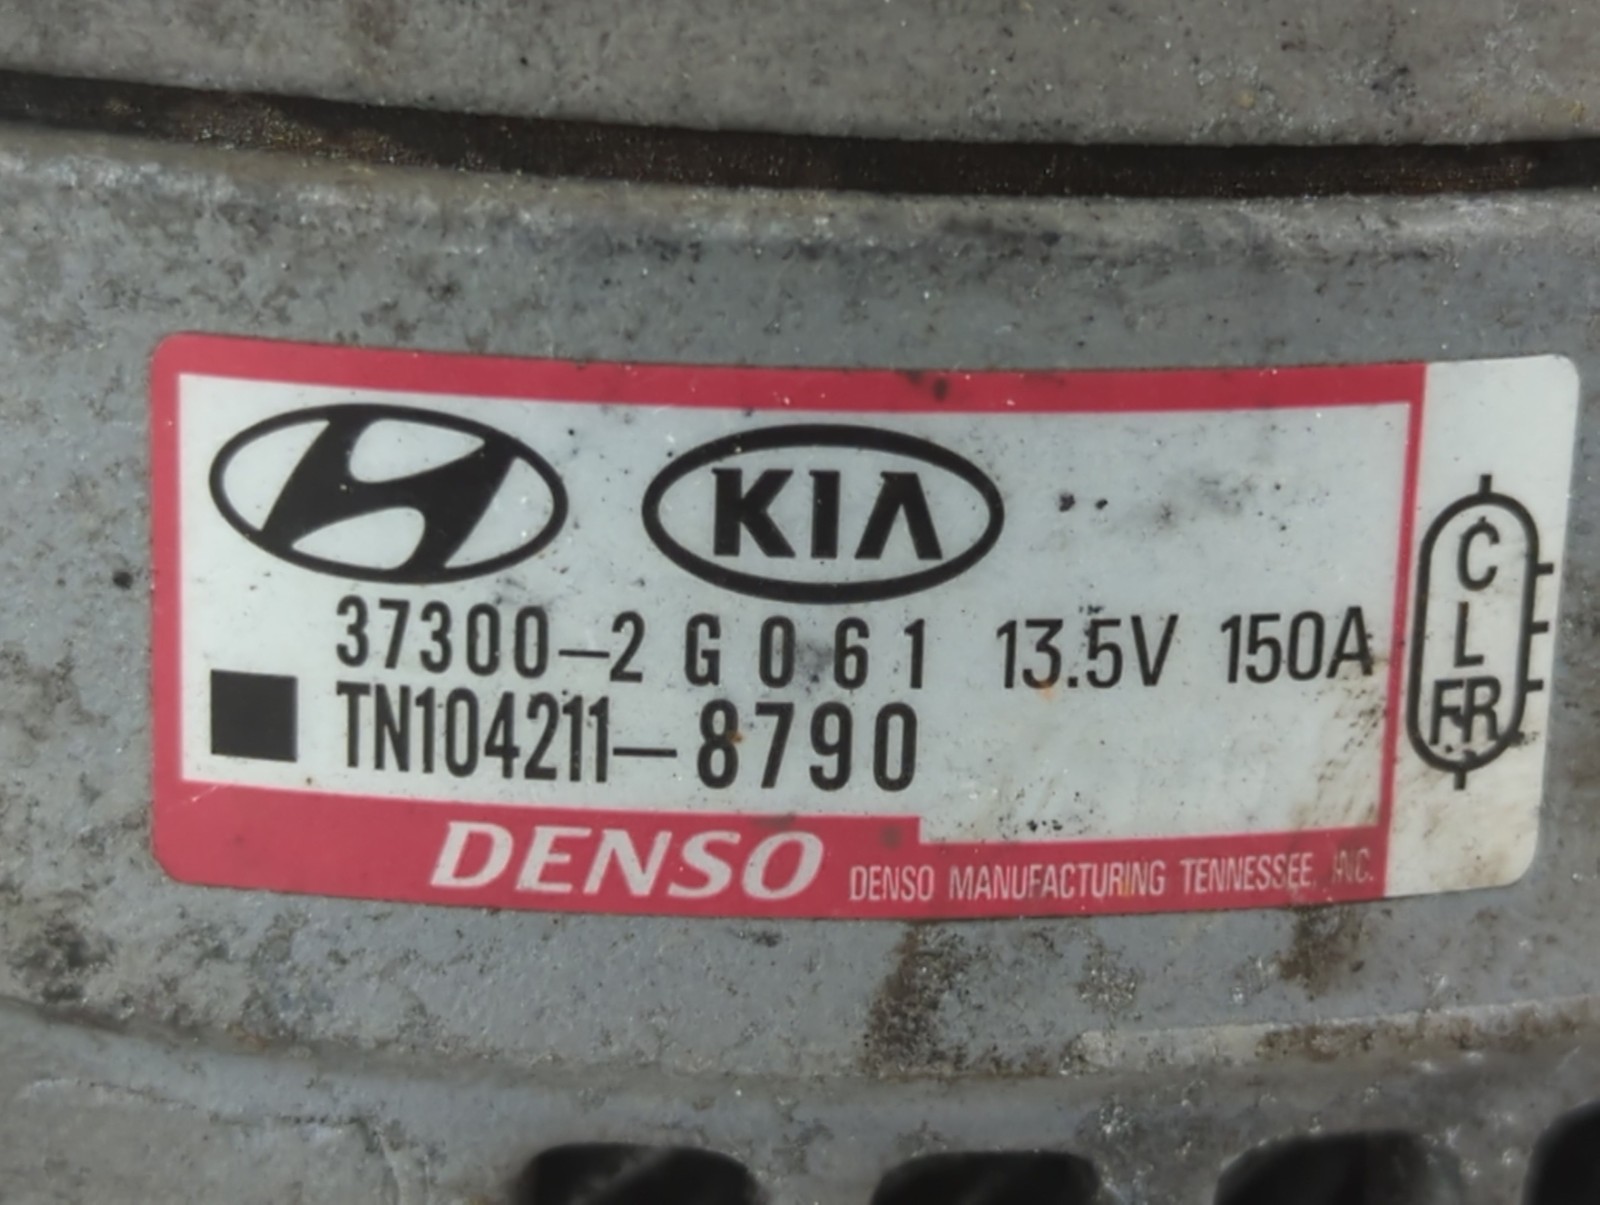 KIA
37300-2G061 13.5V 150A
TN104211-8790
DENSO DENSO MANUFACTURING TENNESSEE, INC.
C
L
FR